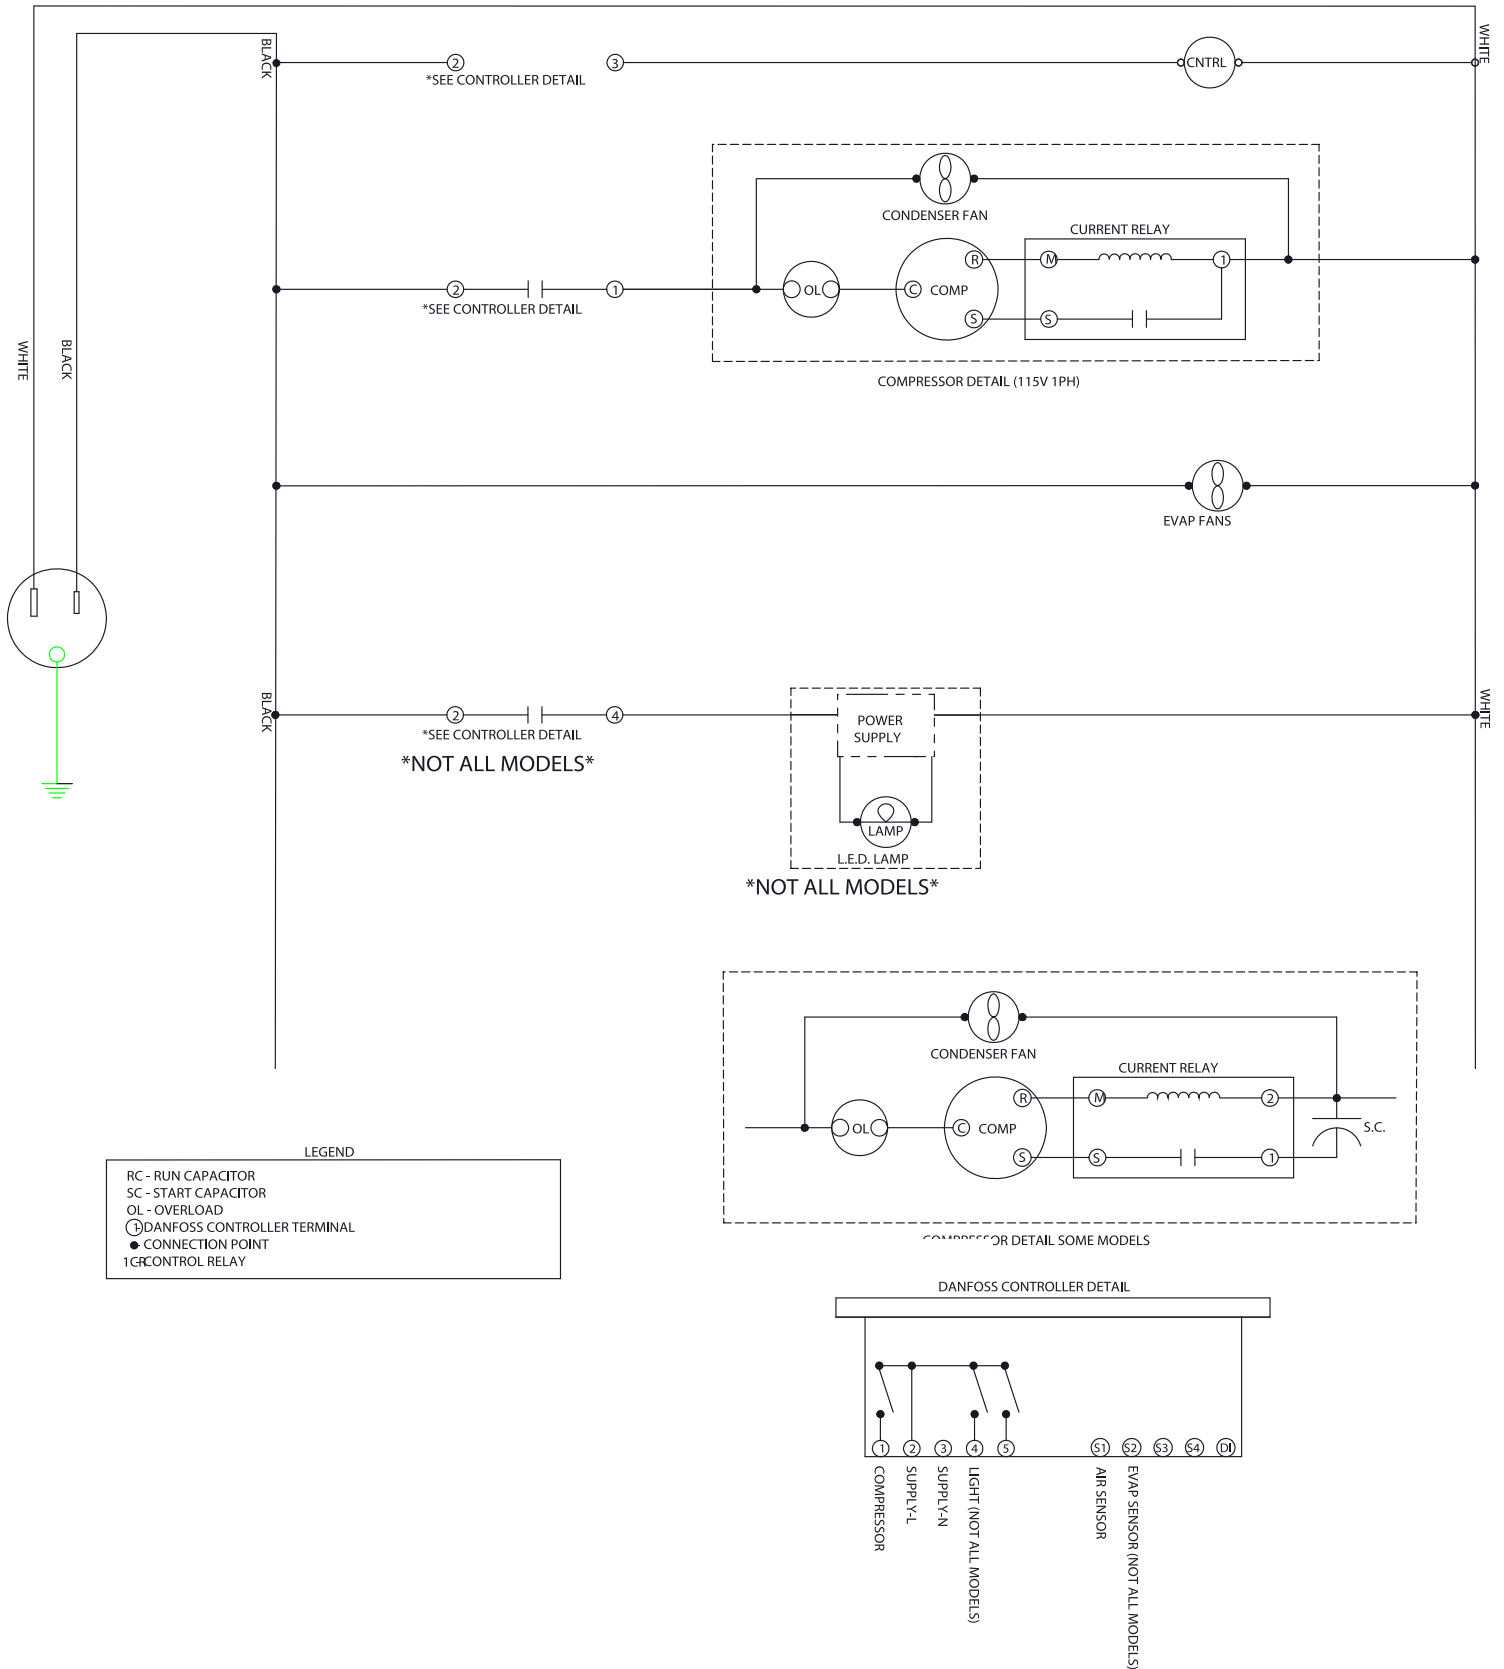 WHITE
BLACK
2
3
CNTRL
*SEE CONTROLLER DETAIL
CONDENSER FAN
CURRENT RELAY
R
M
1
2
1
OL
C
COMP
*SEE CONTROLLER DETAIL
S
S
COMPRESSOR DETAIL (115V 1PH)
WHITE
BLACK
EVAP FANS
BLACK
WHITE
2
4
*SEE CONTROLLER DETAIL
*NOT ALL MODELS*
POWER
SUPPLY
LAMP
L.E.D. LAMP
*NOT ALL MODELS*
CONDENSER FAN
CURRENT RELAY
R
M
2
OL
C
COMP
S.C.
S
S
1
COMPRESSOR DETAIL SOME MODELS
LEGEND
RC - RUN CAPACITOR
SC - START CAPACITOR
OL - OVERLOAD
1 - DANFOSS CONTROLLER TERMINAL
- CONNECTION POINT
1CR - CONTROL RELAY
DANFOSS CONTROLLER DETAIL
1
2
3
4
5
S1
S2
S3
S4
DI
COMPRESSOR
SUPPLY-L
SUPPLY-N
LIGHT (NOT ALL MODELS)
AIR SENSOR
EVAP SENSOR (NOT ALL MODELS)